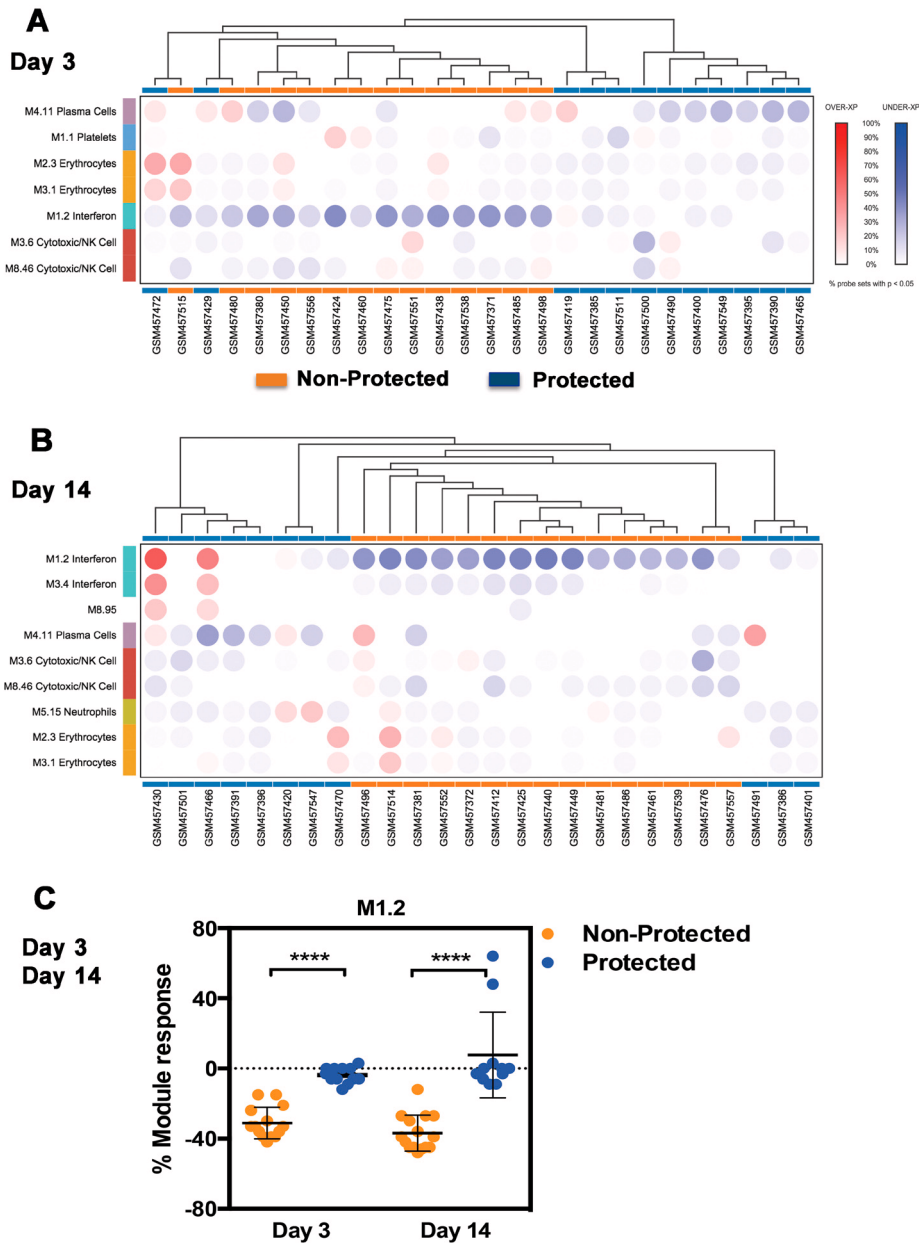 A
Day 3
M4.11 Plasma Cells
M1.1 Platelets
M2.3 Erythrocytes
M3.1 Erythrocytes
M1.2 Interferon
M3.6 Cytotoxic/NK Cell
M8.46 Cytotoxic/NK Cell
OVER-XP UNDER-XP
100%
90%
80%
70%
60%
50%
40%
30%
20%
10%
0%
% probe sets with p < 0.05
GSM457472 GSM457515 GSM457429 GSM457480 GSM457380 GSM457450 GSM457556 GSM457424 GSM457460 GSM457475 GSM457551 GSM457438 GSM457538 GSM457371 GSM457485 GSM457498 GSM457419 GSM457385 GSM457511 GSM457500 GSM457490 GSM457400 GSM457549 GSM457395 GSM457390 GSM457465
Non-Protected Protected
B
Day 14
M1.2 Interferon
M3.4 Interferon
M8.95
M4.11 Plasma Cells
M3.6 Cytotoxic/NK Cell
M8.46 Cytotoxic/NK Cell
M5.15 Neutrophils
M2.3 Erythrocytes
M3.1 Erythrocytes
GSM457430 GSM457501 GSM457466 GSM457391 GSM457396 GSM457420 GSM457547 GSM457470 GSM457495 GSM457514 GSM457381 GSM457552 GSM457372 GSM457412 GSM457425 GSM457440 GSM457449 GSM457481 GSM457486 GSM457461 GSM457539 GSM457476 GSM457557 GSM457491 GSM457386 GSM457401
C
Day 3
Day 14
M1.2
% Module response
80
40
0
-40
-80
**** ****
Day 3 Day 14
Non-Protected
Protected